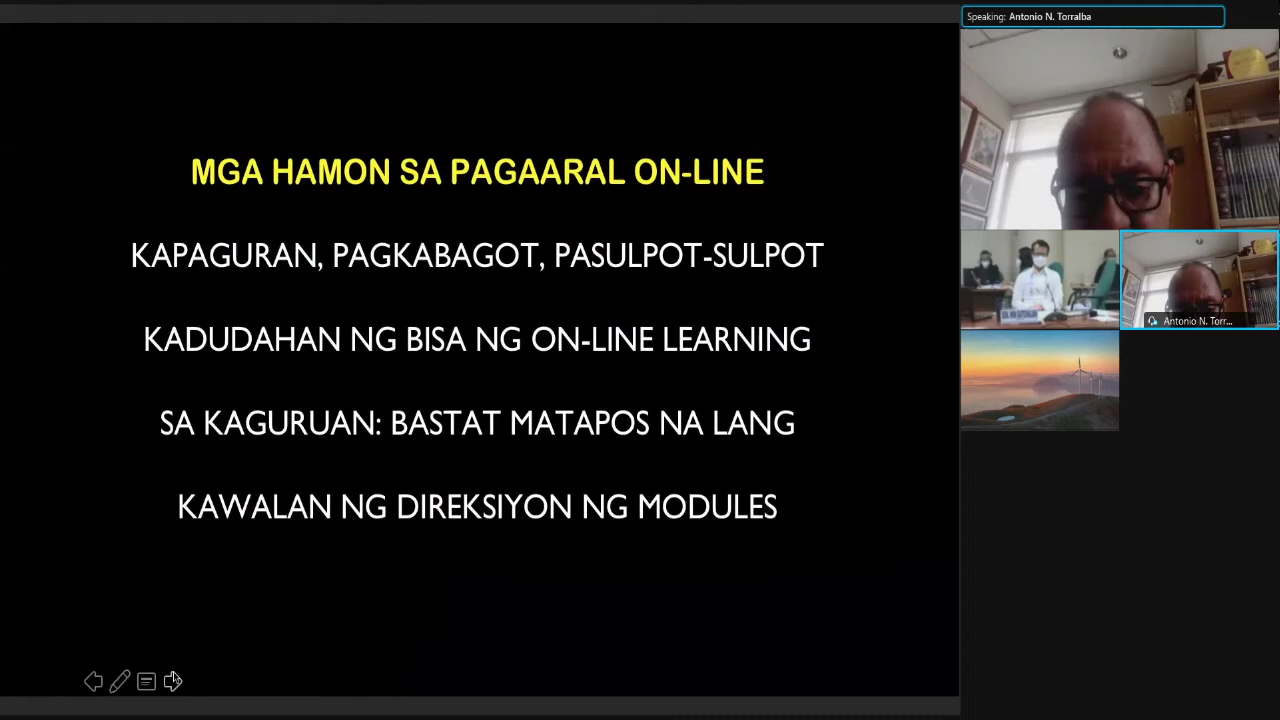 Speaking: Antonio N. Torralba
MGA HAMON SA PAGAARAL ON-LINE
KAPAGURAN, PAGKABAGOT, PASULPOT-SULPOT
KADUDAHAN NG BISA NG ON-LINE LEARNING
SA KAGURUAN: BASTAT MATAPOS NA LANG
KAWALAN NG DIREKSIYON NG MODULES
Antonio N. Torr...